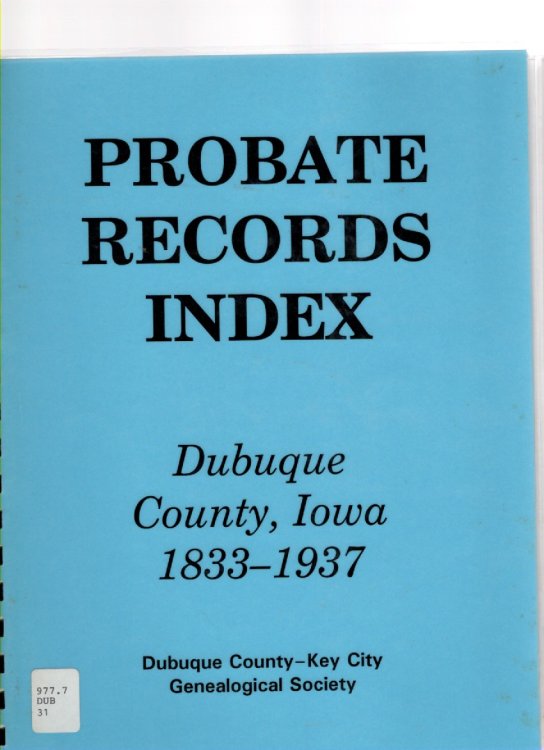 PROBATE
RECORDS
INDEX
Dubuque
County, Iowa
1833–1937
Dubuque County–Key City
Genealogical Society
977.7
DUB
31